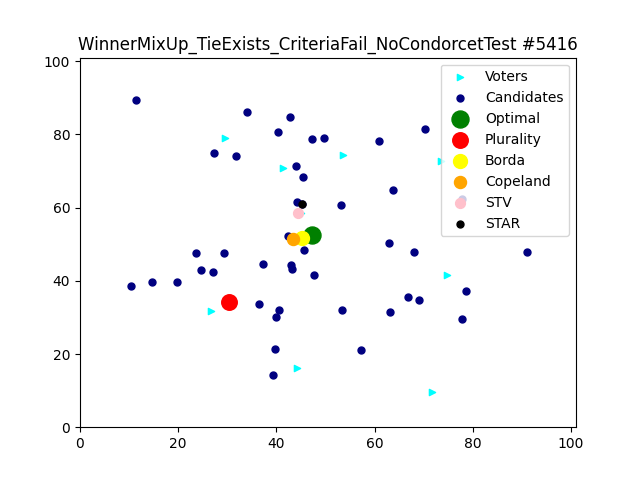 WinnerMixUp_TieExists_CriteriaFail_NoCondorcetTest #5416
100
80
60
40
20
0
0 20 40 60 80 100
Voters
Candidates
Optimal
Plurality
Borda
Copeland
STV
STAR